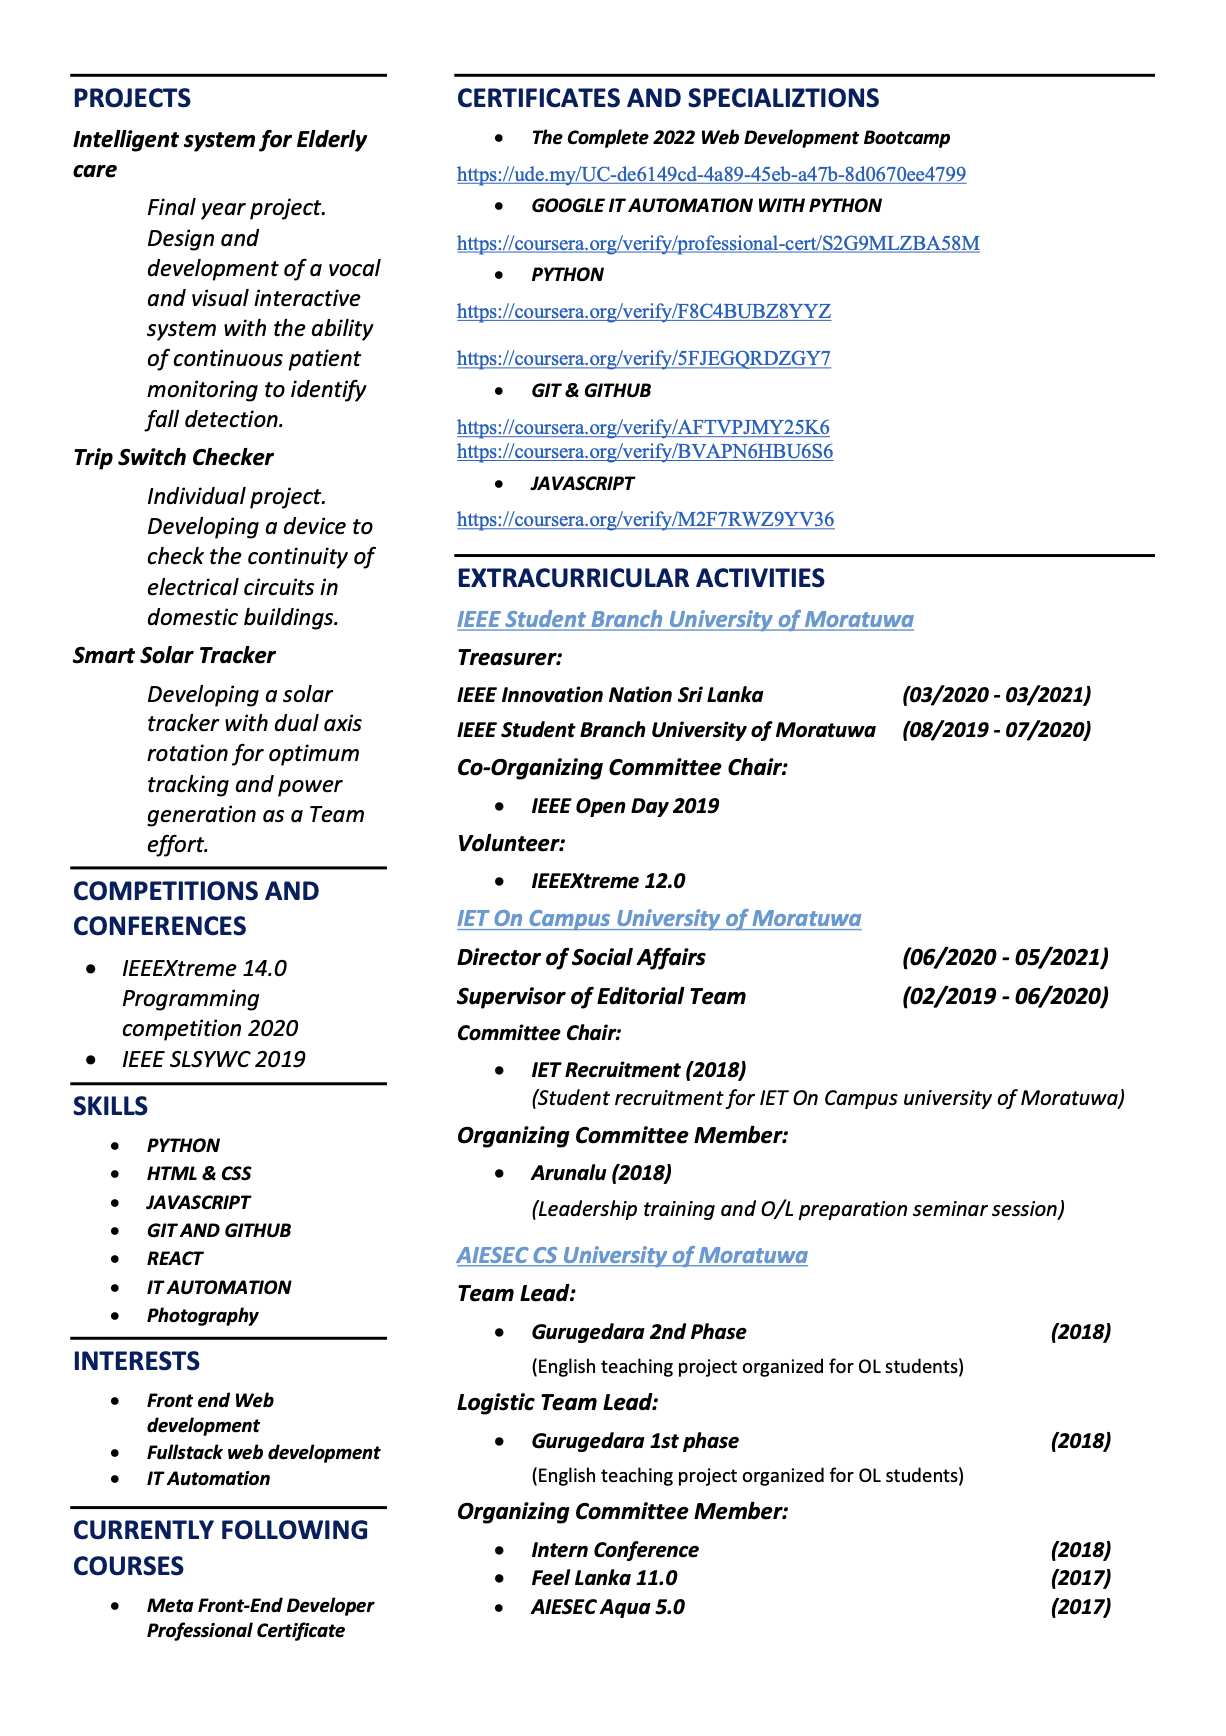 PROJECTS
Intelligent system for Elderly
care
Final year project.
Design and
development of a vocal
and visual interactive
system with the ability
of continuous patient
monitoring to identify
fall detection.
Trip Switch Checker
Individual project.
Developing a device to
check the continuity of
electrical circuits in
domestic buildings.
Smart Solar Tracker
Developing a solar
tracker with dual axis
rotation for optimum
tracking and power
generation as a Team
effort.
COMPETITIONS AND
CONFERENCES
• IEEEXtreme 14.0
Programming
competition 2020
• IEEE SLSYWC 2019
SKILLS
• PYTHON
• HTML & CSS
• JAVASCRIPT
• GIT AND GITHUB
• REACT
• IT AUTOMATION
• Photography
INTERESTS
• Front end Web
development
• Fullstack web development
• IT Automation
CURRENTLY FOLLOWING
COURSES
• Meta Front-End Developer
Professional Certificate
CERTIFICATES AND SPECIALIZTIONS
• The Complete 2022 Web Development Bootcamp
https://ude.my/UC-de6149cd-4a89-45eb-a47b-8d0670ee4799
• GOOGLE IT AUTOMATION WITH PYTHON
https://coursera.org/verify/professional-cert/S2G9MLZBA58M
• PYTHON
https://coursera.org/verify/F8C4BUBZ8YYZ
https://coursera.org/verify/5FJEGQRDZGY7
• GIT & GITHUB
https://coursera.org/verify/AFTVPJMY25K6
https://coursera.org/verify/BVAPN6HBU6S6
• JAVASCRIPT
https://coursera.org/verify/M2F7RWZ9YV36
EXTRACURRICULAR ACTIVITIES
IEEE Student Branch University of Moratuwa
Treasurer:
IEEE Innovation Nation Sri Lanka (03/2020 - 03/2021)
IEEE Student Branch University of Moratuwa (08/2019 - 07/2020)
Co-Organizing Committee Chair:
• IEEE Open Day 2019
Volunteer:
• IEEEXtreme 12.0
IET On Campus University of Moratuwa
Director of Social Affairs (06/2020 - 05/2021)
Supervisor of Editorial Team (02/2019 - 06/2020)
Committee Chair:
• IET Recruitment (2018)
(Student recruitment for IET On Campus university of Moratuwa)
Organizing Committee Member:
• Arunalu (2018)
(Leadership training and O/L preparation seminar session)
AIESEC CS University of Moratuwa
Team Lead:
• Gurugedara 2nd Phase (2018)
(English teaching project organized for OL students)
Logistic Team Lead:
• Gurugedara 1st phase (2018)
(English teaching project organized for OL students)
Organizing Committee Member:
• Intern Conference (2018)
• Feel Lanka 11.0 (2017)
• AIESEC Aqua 5.0 (2017)